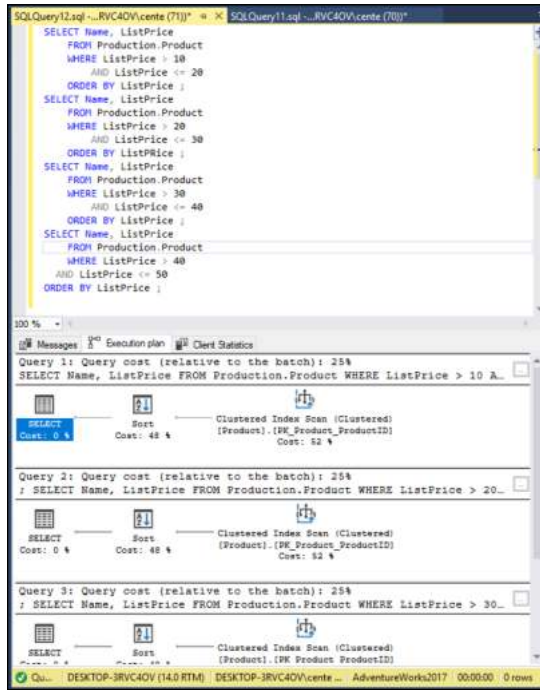 SQLQuery12.sql -...RVC4OV\cente (71))*
SQLQuery11.sql -...RVC4OV\cente (70))*
SELECT Name, ListPrice
FROM Production.Product
WHERE ListPrice > 10
AND ListPrice <= 20
ORDER BY ListPrice ;
SELECT Name, ListPrice
FROM Production.Product
WHERE ListPrice > 20
AND ListPrice <= 30
ORDER BY ListPRice ;
SELECT Name, ListPrice
FROM Production.Product
WHERE ListPrice > 30
AND ListPrice <= 40
ORDER BY ListPrice ;
SELECT Name, ListPrice
FROM Production.Product
WHERE ListPrice > 40
AND ListPrice <= 50
ORDER BY ListPrice ;
100 %
Messages Execution plan Client Statistics
Query 1: Query cost (relative to the batch): 25%
SELECT Name, ListPrice FROM Production.Product WHERE ListPrice > 10 A…
SELECT
Cost: 0 %
Sort
Cost: 48 %
Clustered Index Scan (Clustered)
[Product].[PK_Product_ProductID]
Cost: 52 %
Query 2: Query cost (relative to the batch): 25%
; SELECT Name, ListPrice FROM Production.Product WHERE ListPrice > 20…
SELECT
Cost: 0 %
Sort
Cost: 48 %
Clustered Index Scan (Clustered)
[Product].[PK_Product_ProductID]
Cost: 52 %
Query 3: Query cost (relative to the batch): 25%
; SELECT Name, ListPrice FROM Production.Product WHERE ListPrice > 30…
SELECT
Sort
Clustered Index Scan (Clustered)
[Product].[PK_Product_ProductID]
Qu... DESKTOP-3RVC4OV (14.0 RTM) DESKTOP-3RVC4OV\cente ... AdventureWorks2017 00:00:00 0 rows